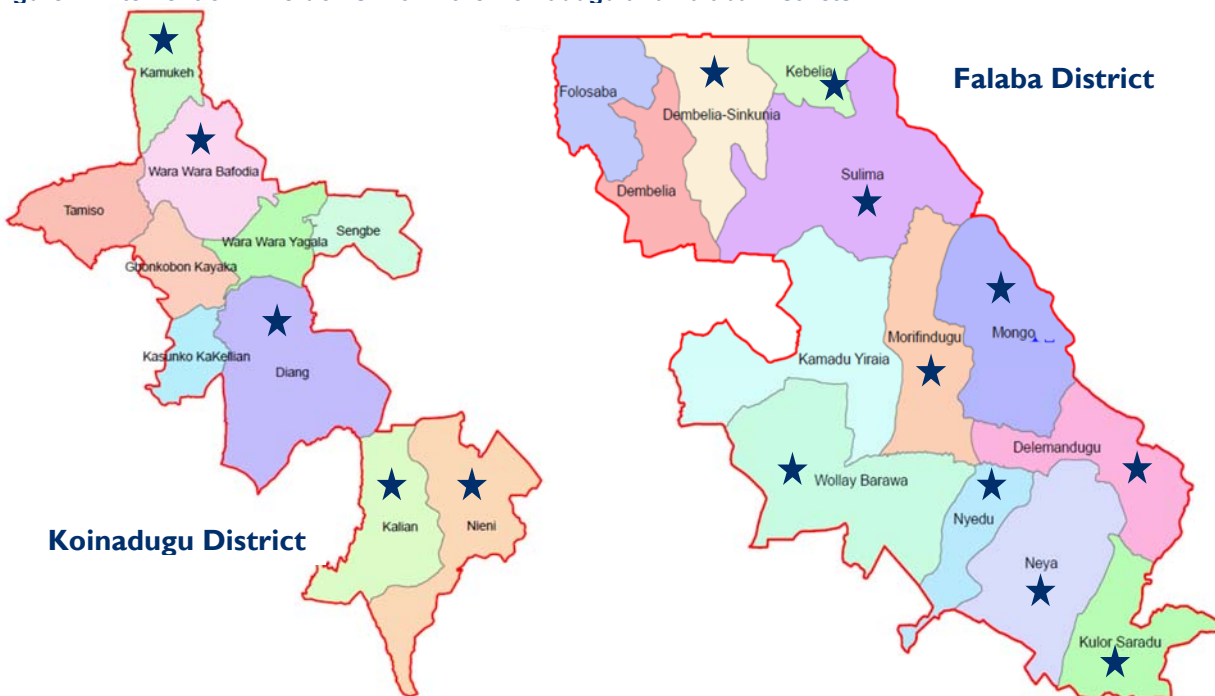 Kamukeh
Wara Wara Bafodia
Tamiso
Wara Wara Yagala
Sengbe
Gbonkobon Kayaka
Kasunko KaKellian
Diang
Kalian
Nieni
Koinadugu District
Falaba District
Kebelia
Folosaba
Dembelia-Sinkunia
Dembelia
Sulima
Mongo
Morifindugu
Kamadu Yiraia
Delemandugu
Wollay Barawa
Nyedu
Neya
Kulor Saradu